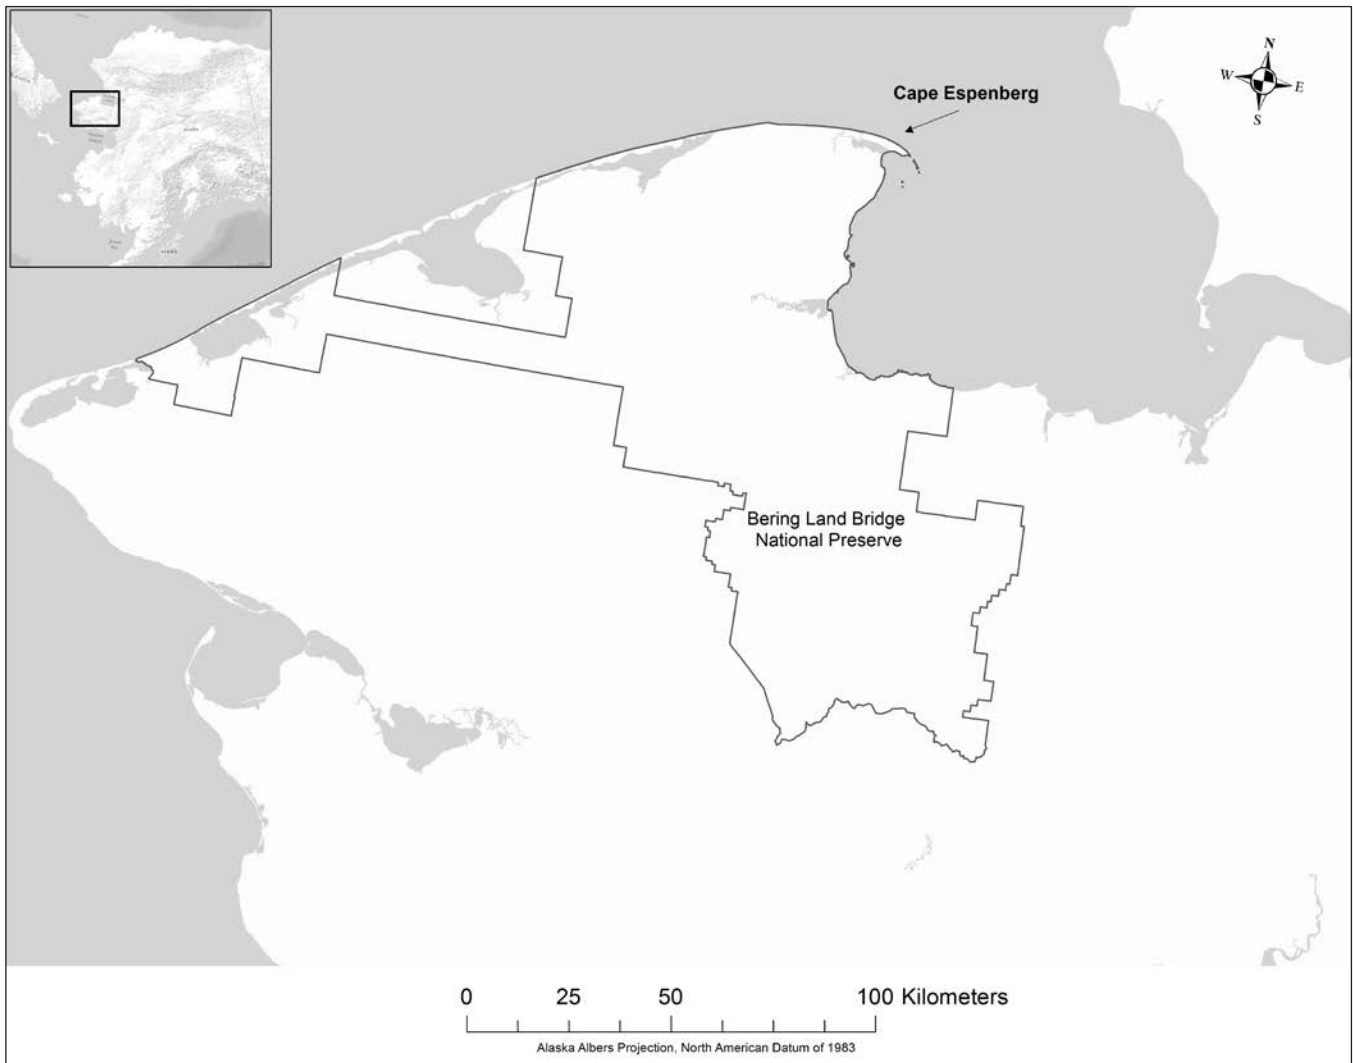 N
W
E
S
Cape Espenberg
Bering Land Bridge
National Preserve
0 25 50 100 Kilometers
Alaska Albers Projection, North American Datum of 1983